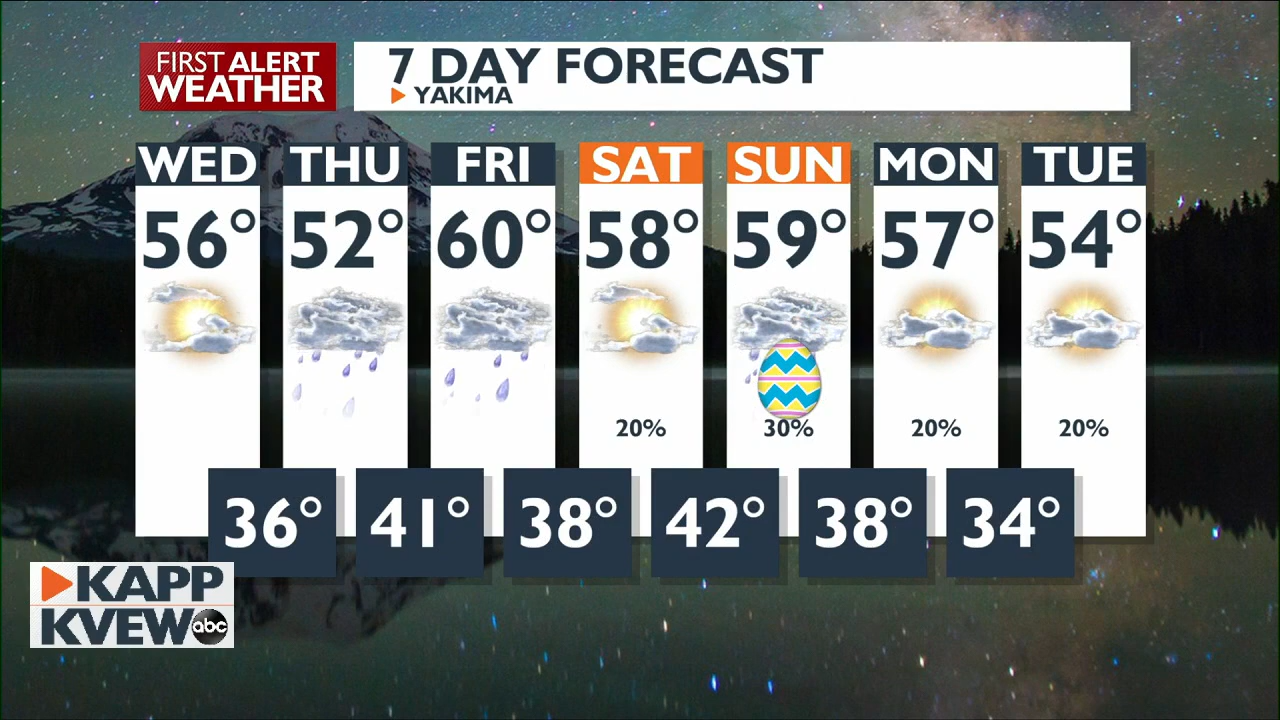 FIRST ALERT
WEATHER
7 DAY FORECAST
YAKIMA
WED THU FRI SAT SUN MON TUE
56° 52° 60° 58° 59° 57° 54°
20% 30% 20% 20%
36° 41° 38° 42° 38° 34°
KAPP
KVEW abc